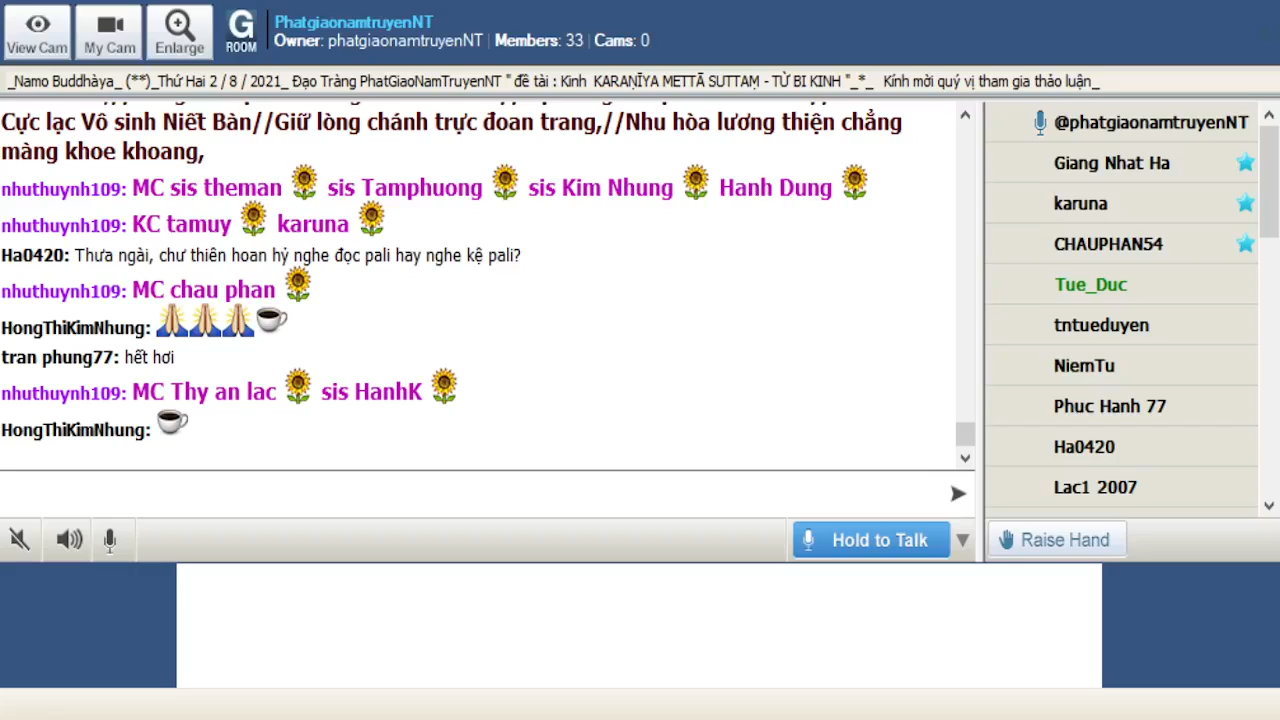 View Cam
My Cam
Enlarge
G
ROOM
PhatgiaonamtruyenNT
Owner: phatgiaonamtruyenNT | Members: 33 | Cams: 0
_Namo Buddhàya_ (**)_Thứ Hai 2 / 8 / 2021_ Đạo Tràng PhatGiaoNamTruyenNT " đề tài : Kinh KARAṆĪYA METTĀ SUTTAṂ - TỪ BI KINH "_*_ Kính mời quý vị tham gia thảo luận_
Cực lạc Vô sinh Niết Bàn//Giữ lòng chánh trực đoan trang,//Nhu hòa lương thiện chẳng
màng khoe khoang,
nhuthuynh109: MC sis theman 🌻 sis Tamphuong 🌻 sis Kim Nhung 🌻 Hanh Dung 🌻
nhuthuynh109: KC tamuy 🌻 karuna 🌻
Ha0420: Thưa ngài, chư thiên hoan hỷ nghe đọc pali hay nghe kệ pali?
nhuthuynh109: MC chau phan 🌻
HongThiKimNhung: 🙏🙏🙏☕
tran phung77: hết hơi
nhuthuynh109: MC Thy an lac 🌻 sis HanhK 🌻
HongThiKimNhung: ☕
@phatgiaonamtruyenNT
Giang Nhat Ha
karuna
CHAUPHAN54
Tue_Duc
tntueduyen
NiemTu
Phuc Hanh 77
Ha0420
Lac1 2007
Hold to Talk
Raise Hand